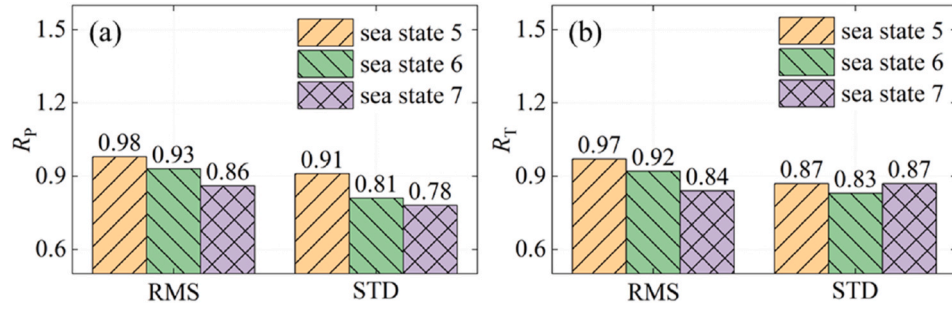 (a)
sea state 5
sea state 6
sea state 7
R_P
1.5
1.2
0.9
0.6
0.98
0.93
0.86
0.91
0.81
0.78
RMS
STD
(b)
sea state 5
sea state 6
sea state 7
R_T
1.5
1.2
0.9
0.6
0.97
0.92
0.84
0.87
0.83
0.87
RMS
STD